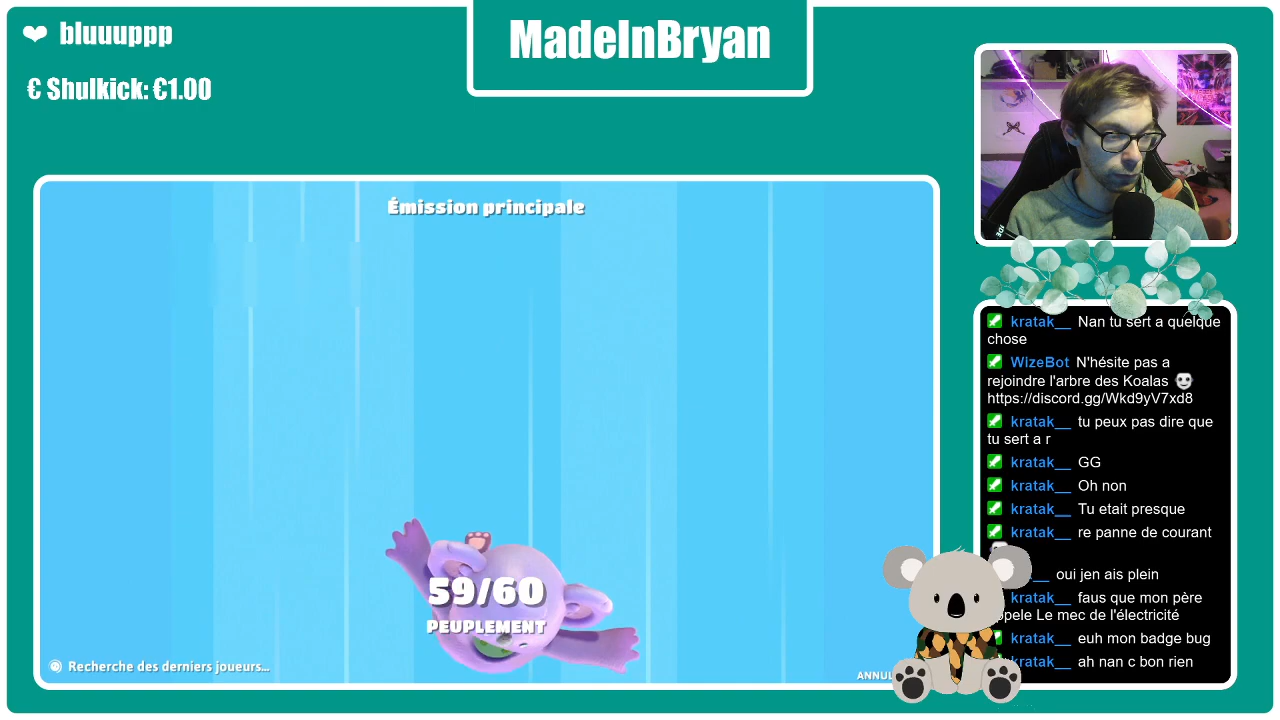 bluuuppp
€ Shulkick: €1.00
MadeInBryan
Émission principale
59/60
PEUPLEMENT
Recherche des derniers joueurs...
kratak__ Nan tu sert a quelque
chose
WizeBot N'hésite pas a
rejoindre l'arbre des Koalas
https://discord.gg/Wkd9yV7xd8
kratak__ tu peux pas dire que
tu sert a r
kratak__ GG
kratak__ Oh non
kratak__ Tu etait presque
kratak__ re panne de courant
oui jen ais plein
kratak__ faus que mon père
Le mec de l'électricité
kratak__ euh mon badge bug
kratak__ ah nan c bon rien